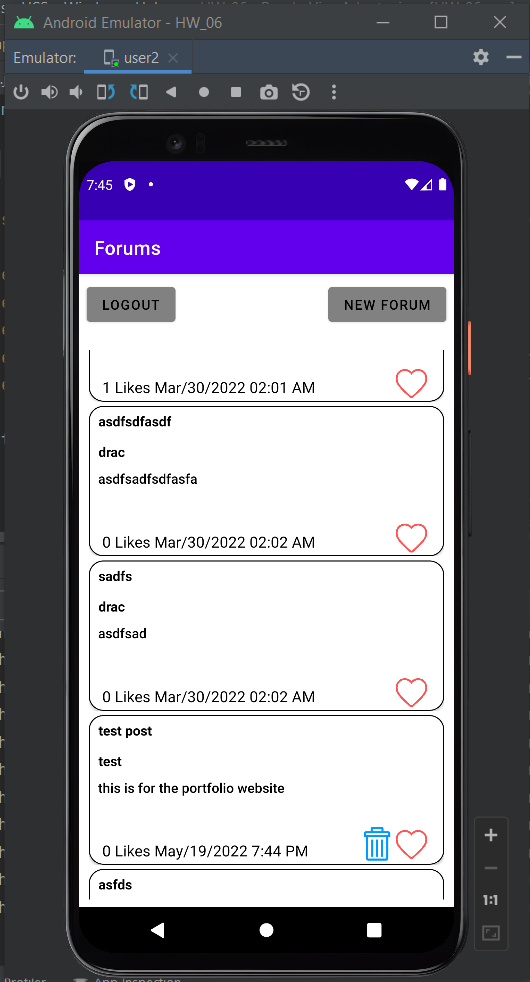 Android Emulator - HW_06
Emulator: user2
7:45
Forums
LOGOUT NEW FORUM
1 Likes Mar/30/2022 02:01 AM
asdfsdfasdf
drac
asdfsadfsdfasfa
0 Likes Mar/30/2022 02:02 AM
sadfs
drac
asdfsad
0 Likes Mar/30/2022 02:02 AM
test post
test
this is for the portfolio website
0 Likes May/19/2022 7:44 PM
asfds
1:1